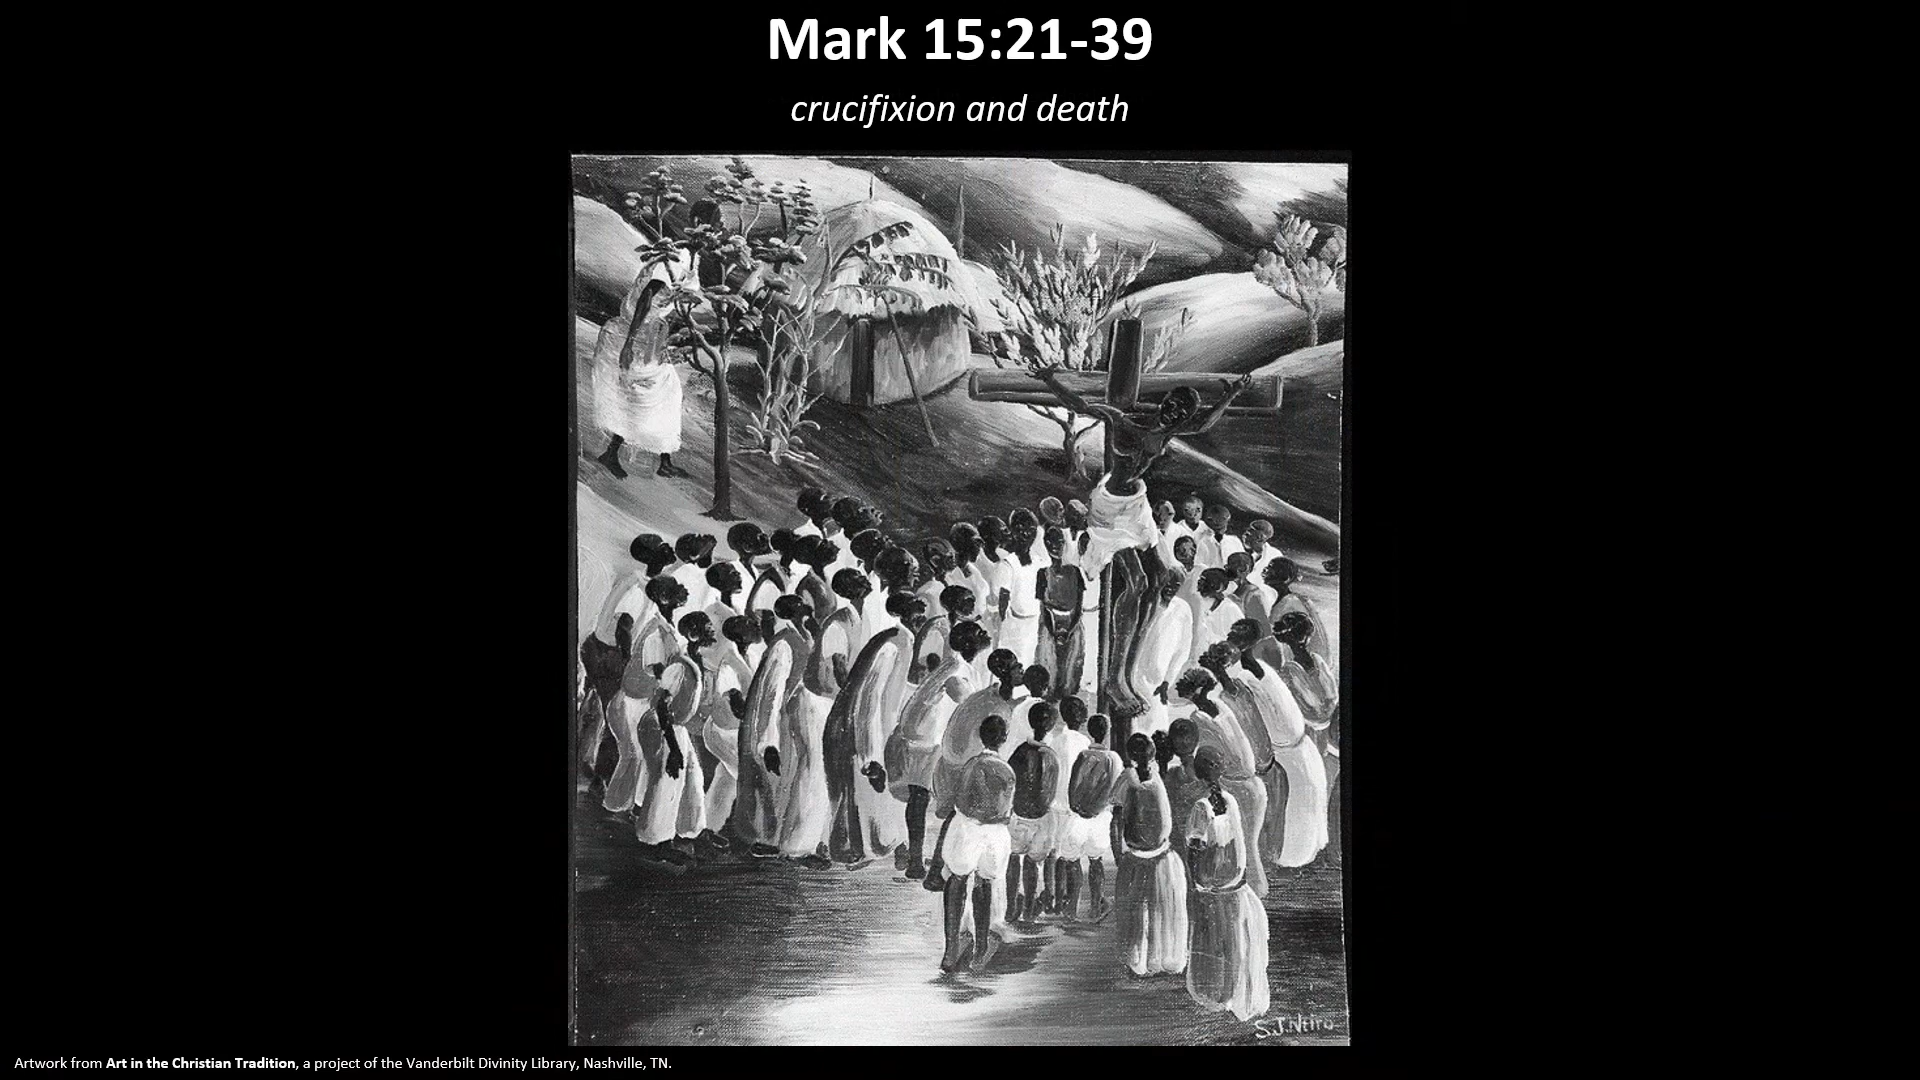 Mark 15:21-39
crucifixion and death
S.J.Ntiro
Artwork from Art in the Christian Tradition, a project of the Vanderbilt Divinity Library, Nashville, TN.